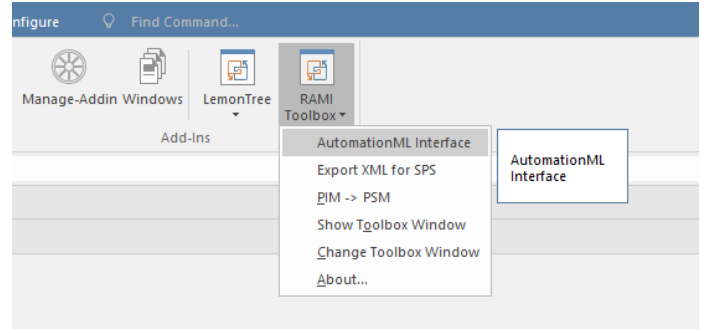 nfigure
Find Command...
Manage-Addin Windows LemonTree RAMI
Toolbox
Add-Ins
AutomationML Interface
Export XML for SPS
PIM -> PSM
Show Toolbox Window
Change Toolbox Window
About...
AutomationML
Interface